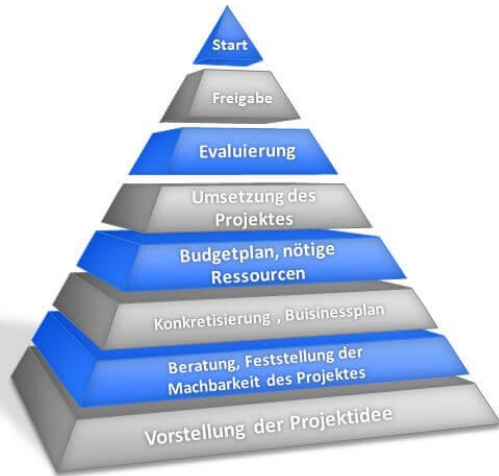 Start
Freigabe
Evaluierung
Umsetzung des
Projektes
Budgetplan, nötige
Ressourcen
Konkretisierung , Buisinessplan
Beratung, Feststellung der
Machbarkeit des Projektes
Vorstellung der Projektidee